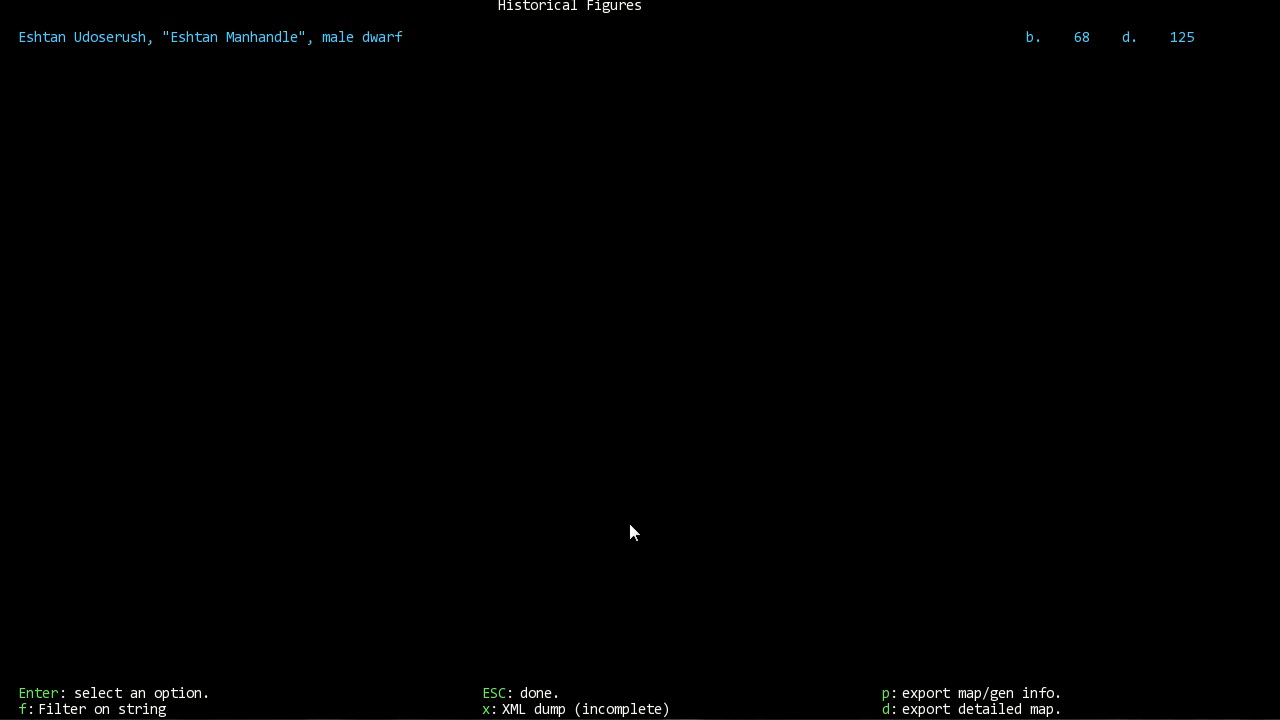 Historical Figures
Eshtan Udoserush, "Eshtan Manhandle", male dwarf b. 68 d. 125
Enter: select an option. ESC: done. p: export map/gen info.
f: Filter on string x: XML dump (incomplete) d: export detailed map.